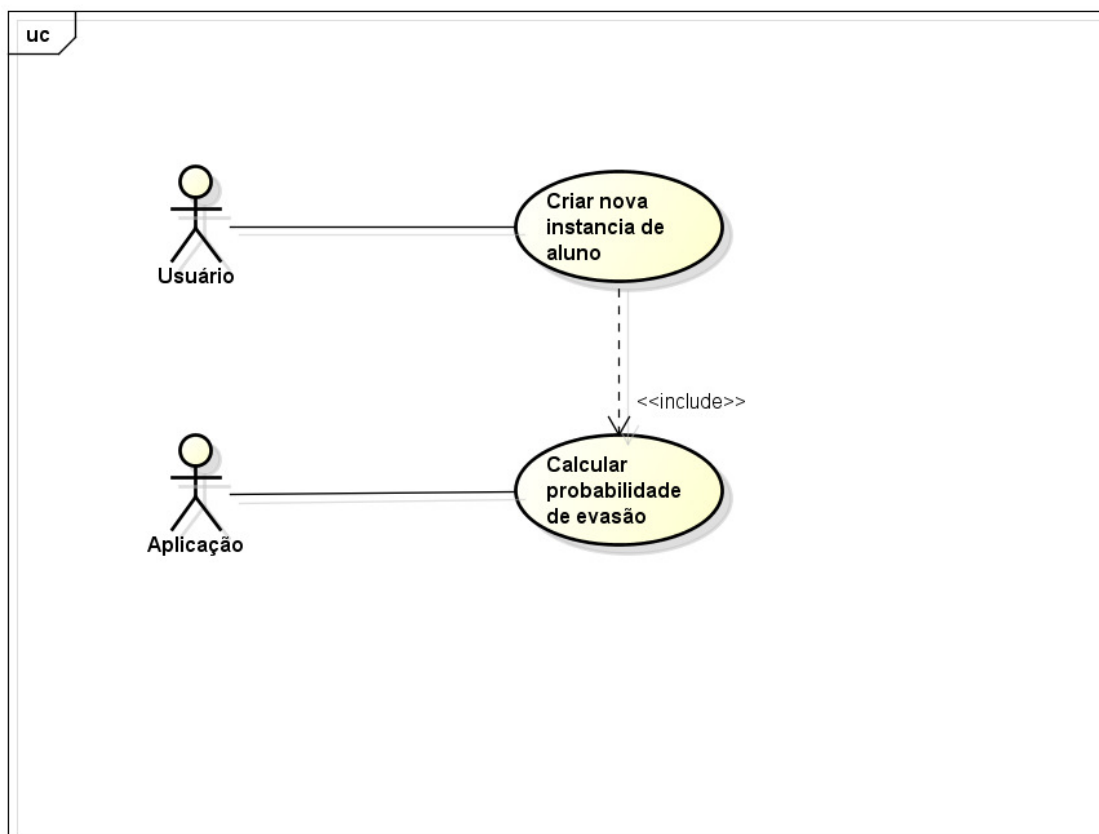 uc
Criar nova
instancia de
aluno
Usuário
<<include>>
Calcular
probabilidade
de evasão
Aplicação